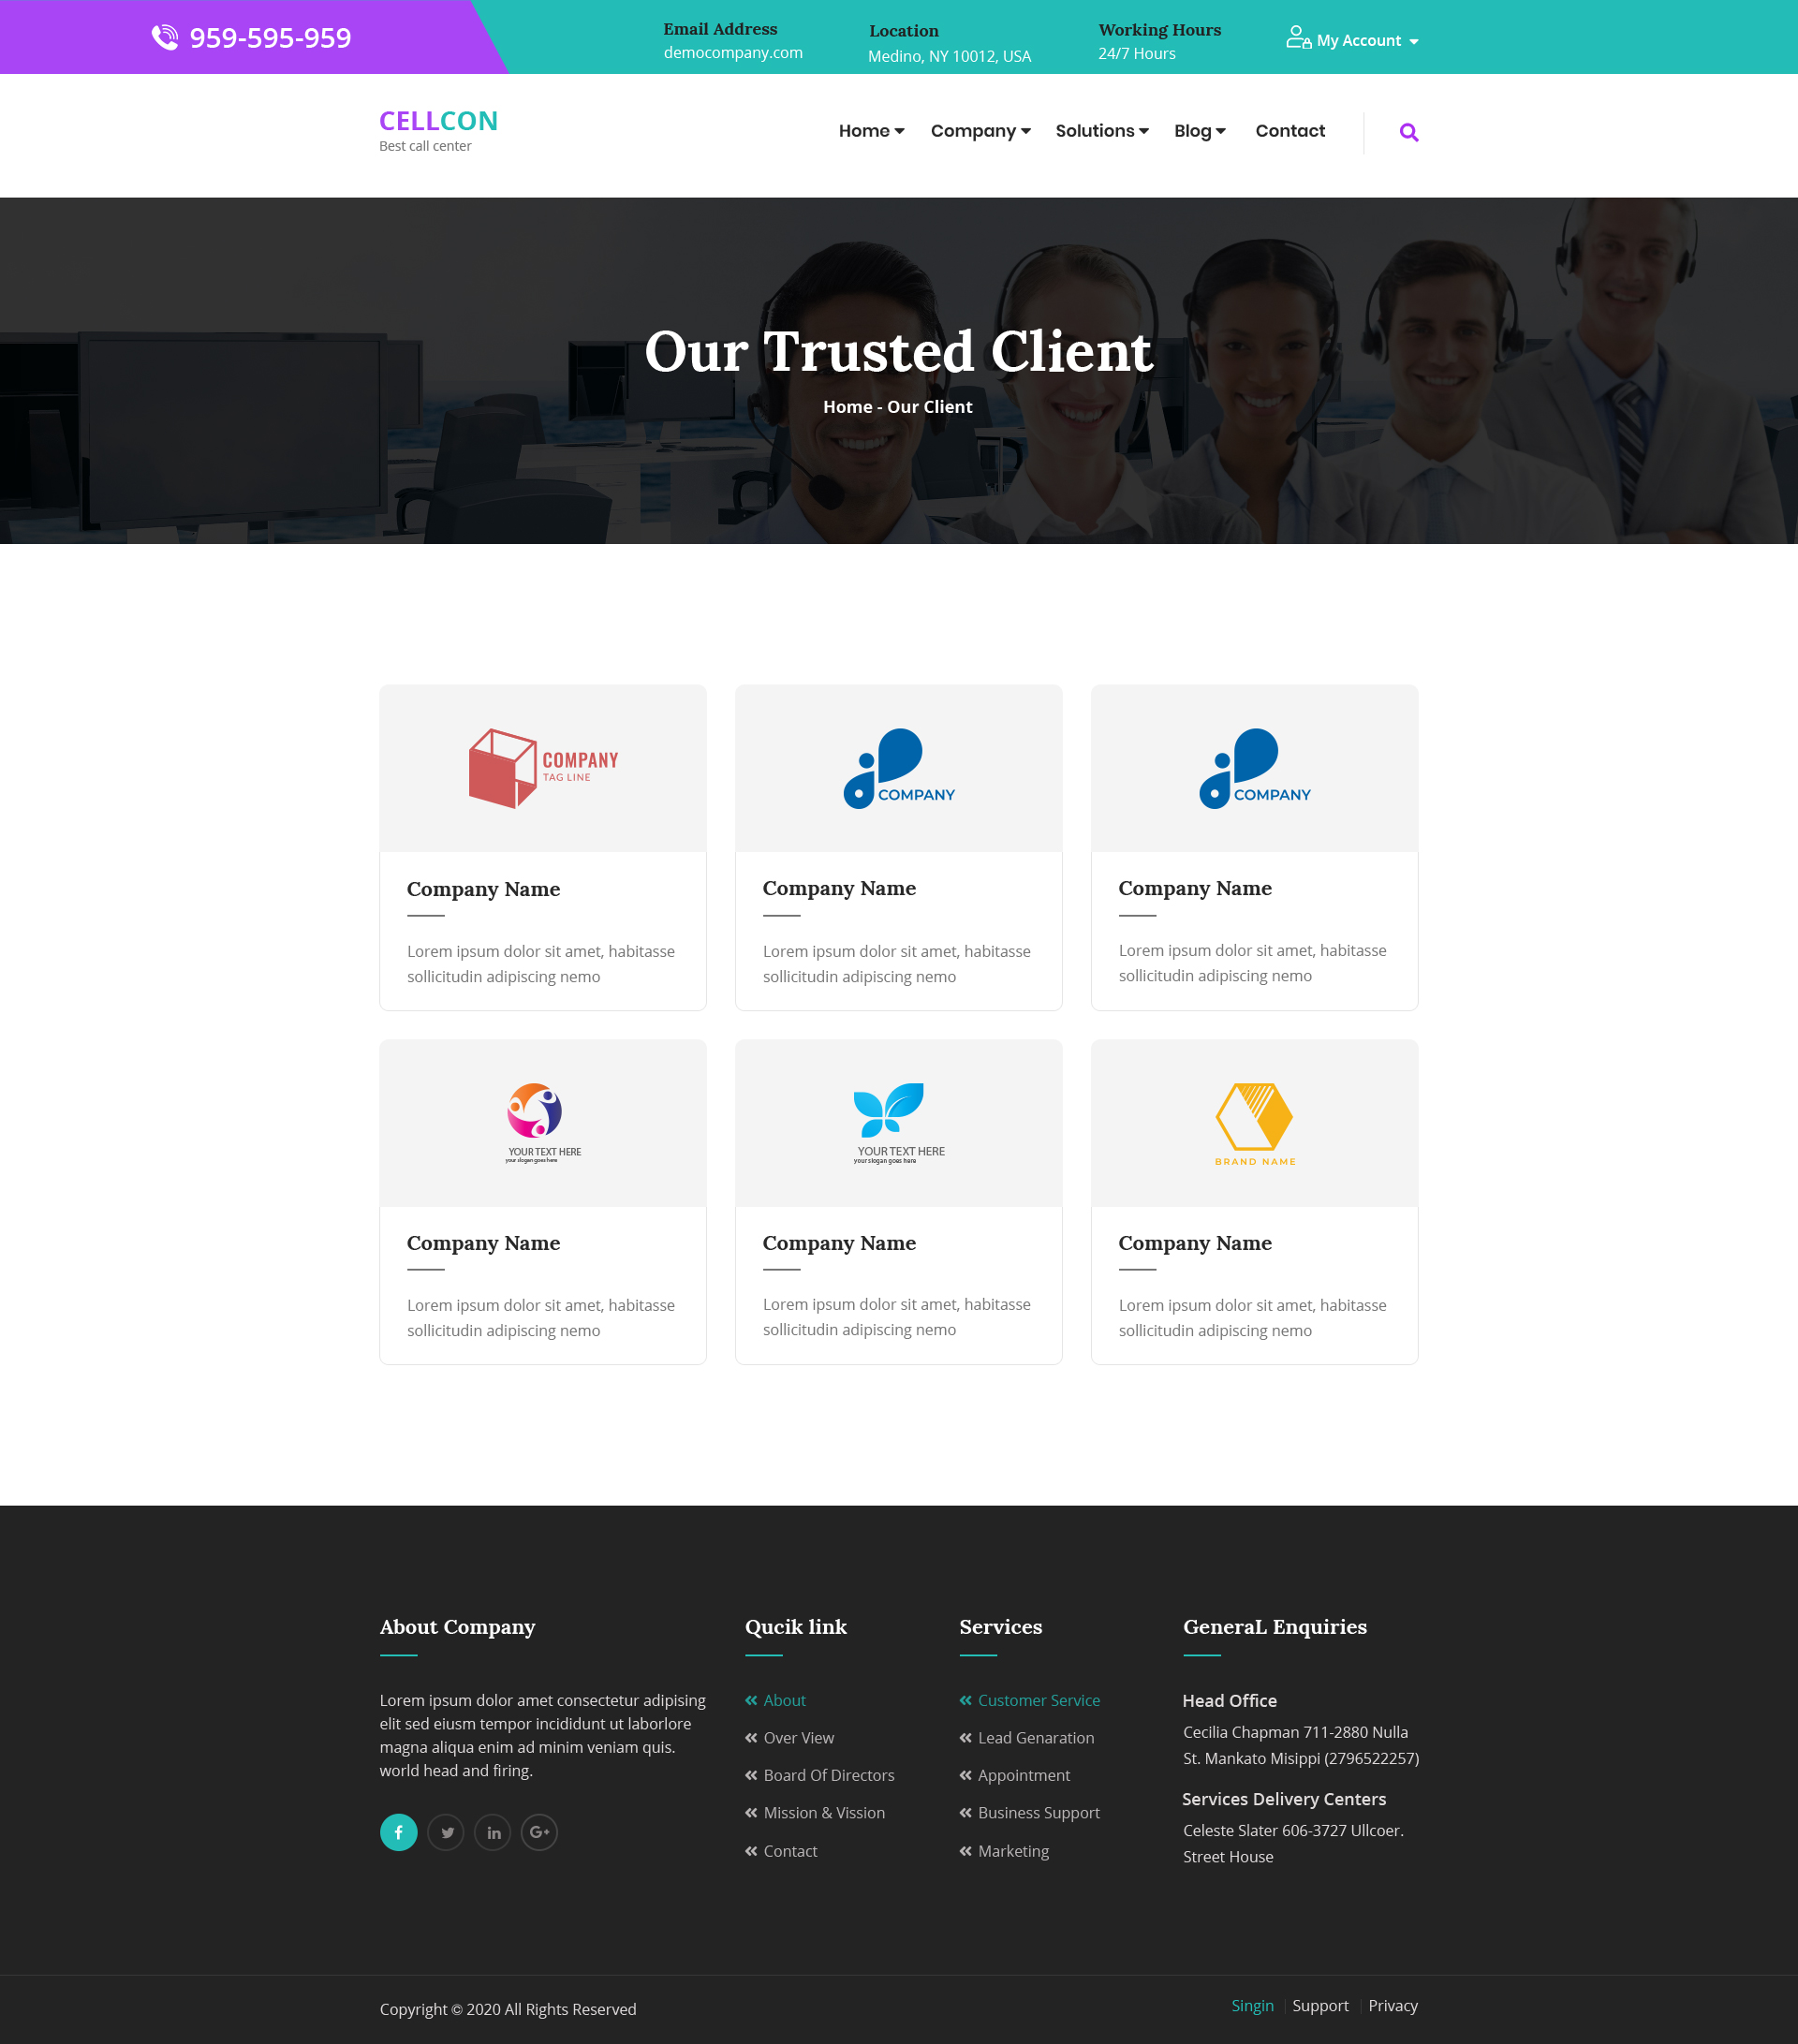 959-595-959
Email Address
democompany.com
Location
Medino, NY 10012, USA
Working Hours
24/7 Hours
My Account
CELLCON
Best call center
Home
Company
Solutions
Blog
Contact
Our Trusted Client
Home - Our Client
COMPANY
TAG LINE
Company Name
Lorem ipsum dolor sit amet, habitasse
sollicitudin adipiscing nemo
COMPANY
Company Name
Lorem ipsum dolor sit amet, habitasse
sollicitudin adipiscing nemo
COMPANY
Company Name
Lorem ipsum dolor sit amet, habitasse
sollicitudin adipiscing nemo
YOUR TEXT HERE
your slogan goes here
Company Name
Lorem ipsum dolor sit amet, habitasse
sollicitudin adipiscing nemo
YOUR TEXT HERE
your slogan goes here
Company Name
Lorem ipsum dolor sit amet, habitasse
sollicitudin adipiscing nemo
BRAND NAME
Company Name
Lorem ipsum dolor sit amet, habitasse
sollicitudin adipiscing nemo
About Company
Lorem ipsum dolor amet consectetur adipising
elit sed eiusm tempor incididunt ut laborlore
magna aliqua enim ad minim veniam quis.
world head and firing.
Qucik link
About
Over View
Board Of Directors
Mission & Vission
Contact
Services
Customer Service
Lead Genaration
Appointment
Business Support
Marketing
GeneraL Enquiries
Head Office
Cecilia Chapman 711-2880 Nulla
St. Mankato Misippi (2796522257)
Services Delivery Centers
Celeste Slater 606-3727 Ullcoer.
Street House
Copyright © 2020 All Rights Reserved
Singin
Support
Privacy